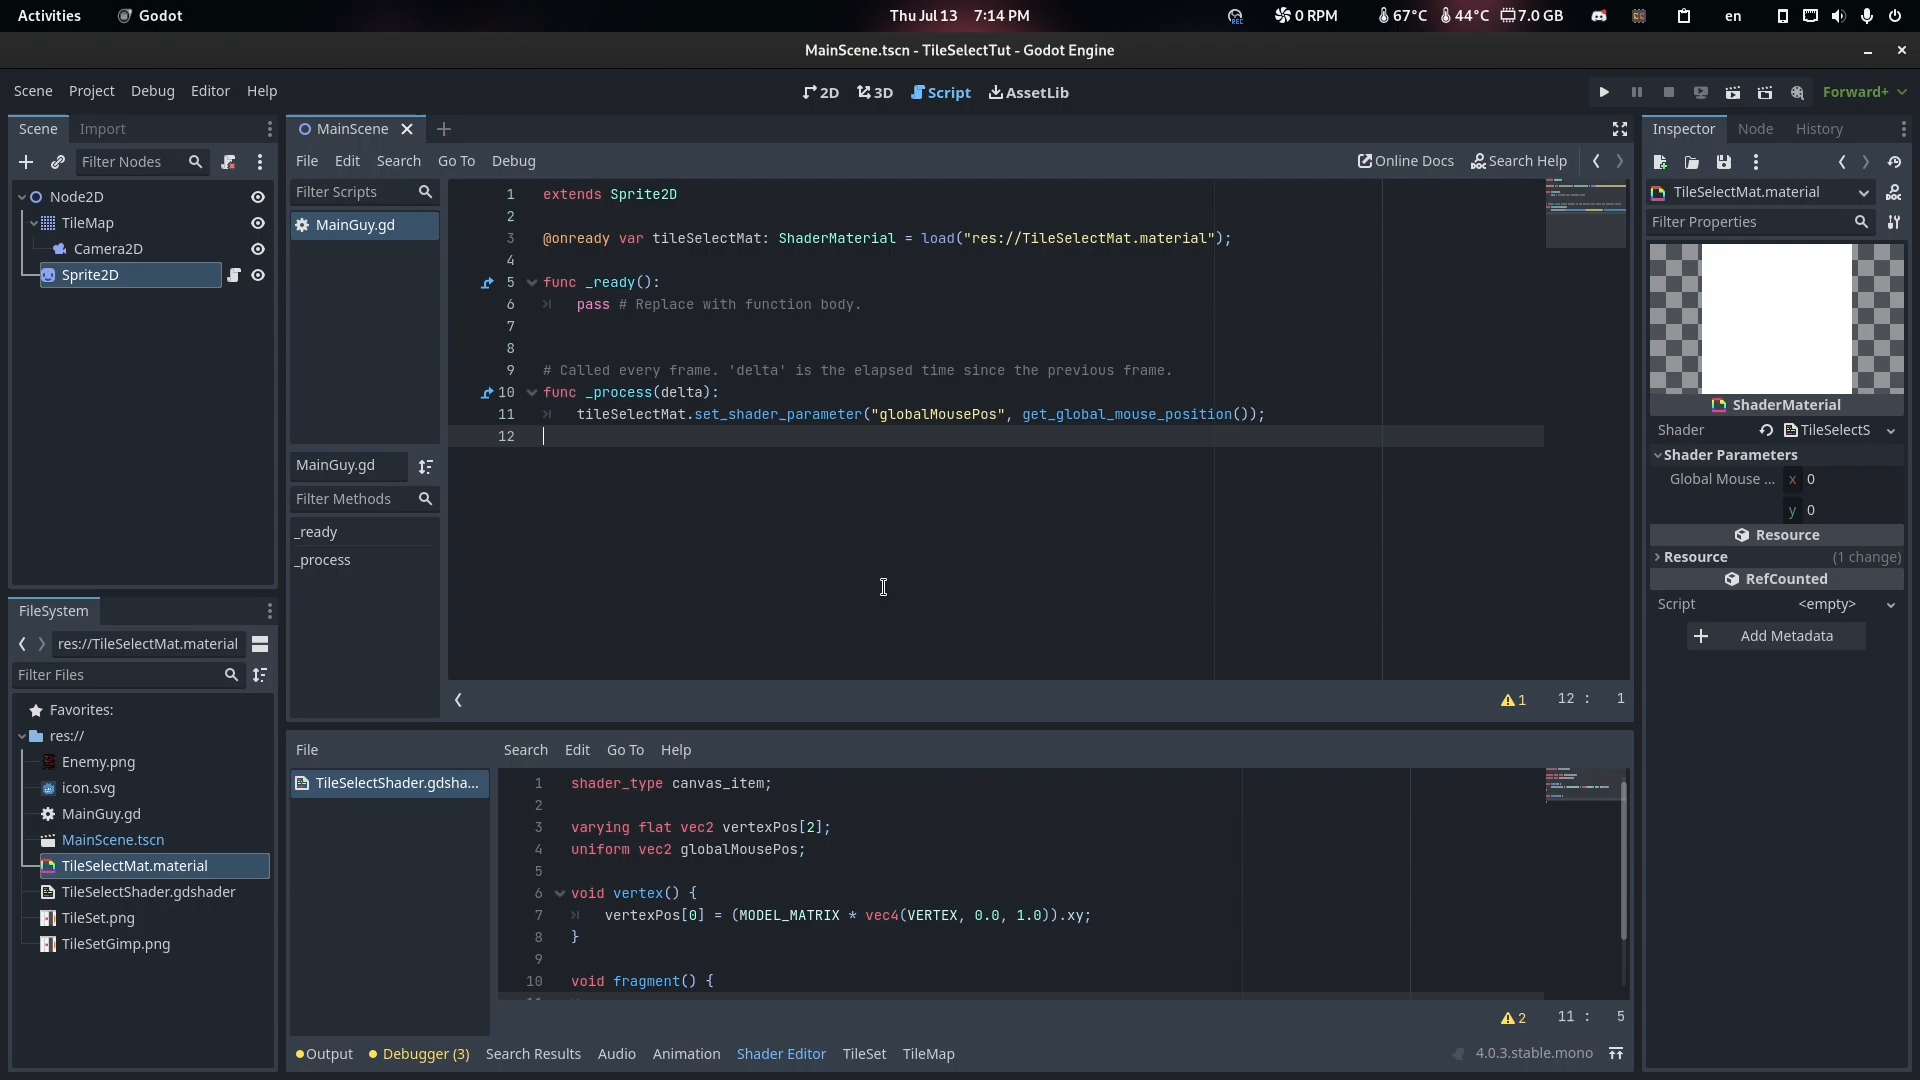 Activities Godot Thu Jul 13 7:14 PM REC 0 RPM 67°C 44°C 7.0 GB en
MainScene.tscn - TileSelectTut - Godot Engine
Scene Project Debug Editor Help 2D 3D Script AssetLib Forward+
Scene Import
Filter Nodes
Node2D
TileMap
Camera2D
Sprite2D
FileSystem
res://TileSelectMat.material
Filter Files
Favorites:
res://
Enemy.png
icon.svg
MainGuy.gd
MainScene.tscn
TileSelectMat.material
TileSelectShader.gdshader
TileSet.png
TileSetGimp.png
MainScene
File Edit Search Go To Debug Online Docs Search Help
Filter Scripts
MainGuy.gd
MainGuy.gd
Filter Methods
_ready
_process
1 extends Sprite2D
2
3 @onready var tileSelectMat: ShaderMaterial = load("res://TileSelectMat.material");
4
5 func _ready():
6 pass # Replace with function body.
7
8
9 # Called every frame. 'delta' is the elapsed time since the previous frame.
10 func _process(delta):
11 tileSelectMat.set_shader_parameter("globalMousePos", get_global_mouse_position());
12
1 12 : 1
File Search Edit Go To Help
TileSelectShader.gdsha...
1 shader_type canvas_item;
2
3 varying flat vec2 vertexPos[2];
4 uniform vec2 globalMousePos;
5
6 void vertex() {
7 vertexPos[0] = (MODEL_MATRIX * vec4(VERTEX, 0.0, 1.0)).xy;
8 }
9
10 void fragment() {
2 11 : 5
Output Debugger (3) Search Results Audio Animation Shader Editor TileSet TileMap 4.0.3.stable.mono
Inspector Node History
TileSelectMat.material
Filter Properties
ShaderMaterial
Shader TileSelectS
Shader Parameters
Global Mouse ... x 0
y 0
Resource
Resource (1 change)
RefCounted
Script <empty>
Add Metadata